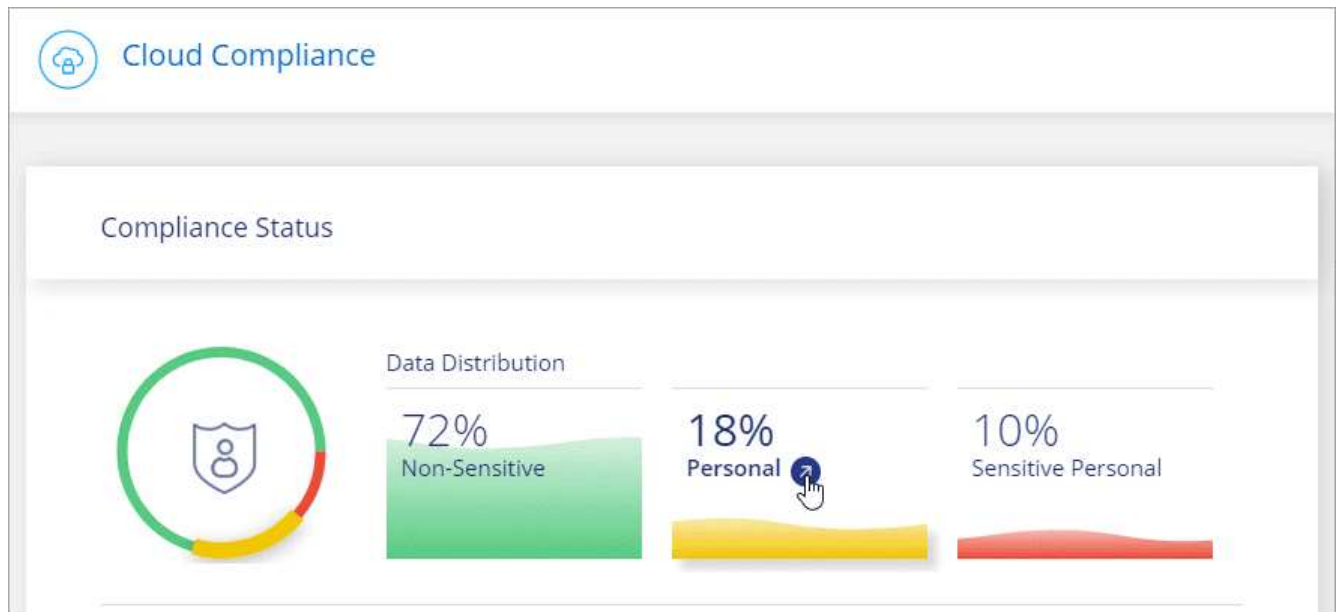 Cloud Compliance
Compliance Status
Data Distribution
72%
Non-Sensitive
18%
Personal
10%
Sensitive Personal